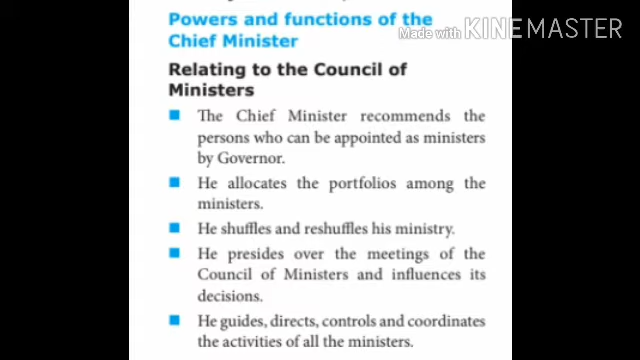 Powers and functions of the
Chief Minister
Made with KINEMASTER
Relating to the Council of
Ministers
The Chief Minister recommends the
persons who can be appointed as ministers
by Governor.
He allocates the portfolios among the
ministers.
He shuffles and reshuffles his ministry.
He presides over the meetings of the
Council of Ministers and influences its
decisions.
He guides, directs, controls and coordinates
the activities of all the ministers.